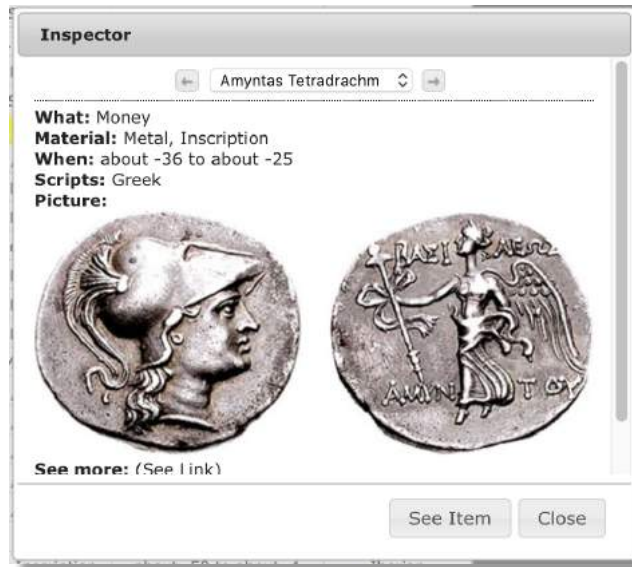 Inspector
← Amyntas Tetradrachm →
What: Money
Material: Metal, Inscription
When: about -36 to about -25
Scripts: Greek
Picture:
ΒΑΣΙ ΛΕΩΣ
ΑΜΥΝ ΤΟΥ
See more: (See Link)
See Item Close